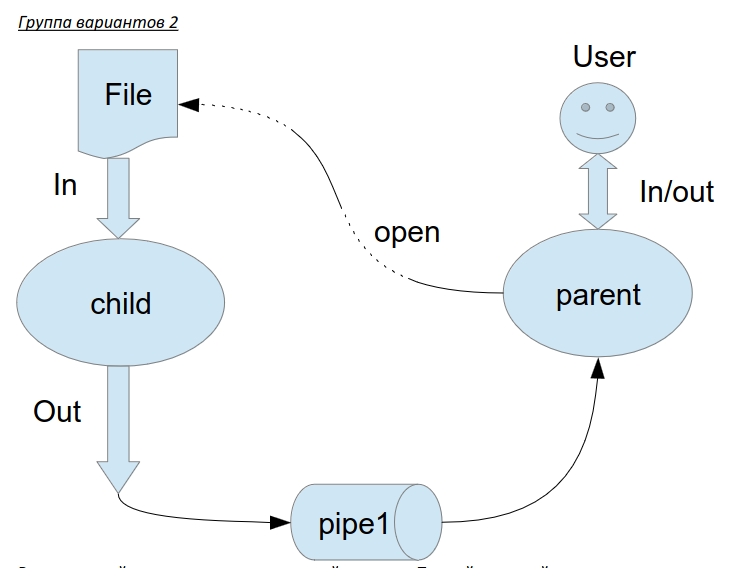 Группа вариантов 2
User
File
In
In/out
open
child
parent
Out
pipe1